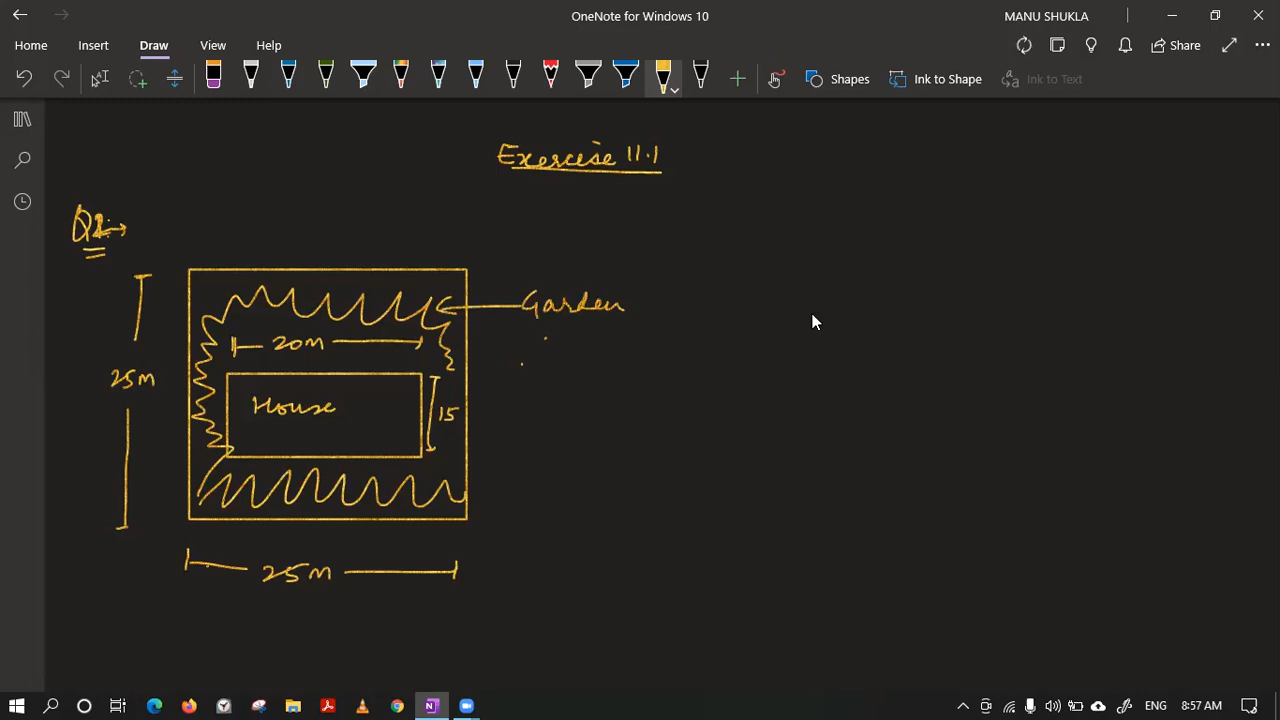 OneNote for Windows 10
MANU SHUKLA
Home Insert Draw View Help
Share
Shapes
Ink to Shape
Ink to Text
Exercise 11.1
Garden
20m
25m
House
15
25m
ENG
8:57 AM